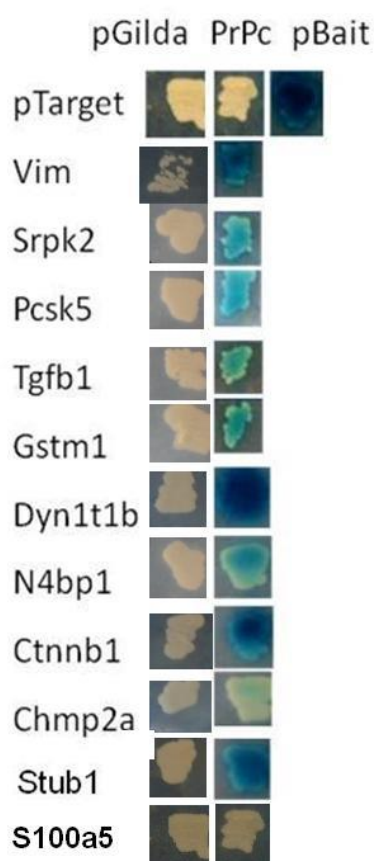 pGilda PrPc pBait
pTarget
Vim
Srpk2
Pcsk5
Tgfb1
Gstm1
Dyn1t1b
N4bp1
Ctnnb1
Chmp2a
Stub1
S100a5